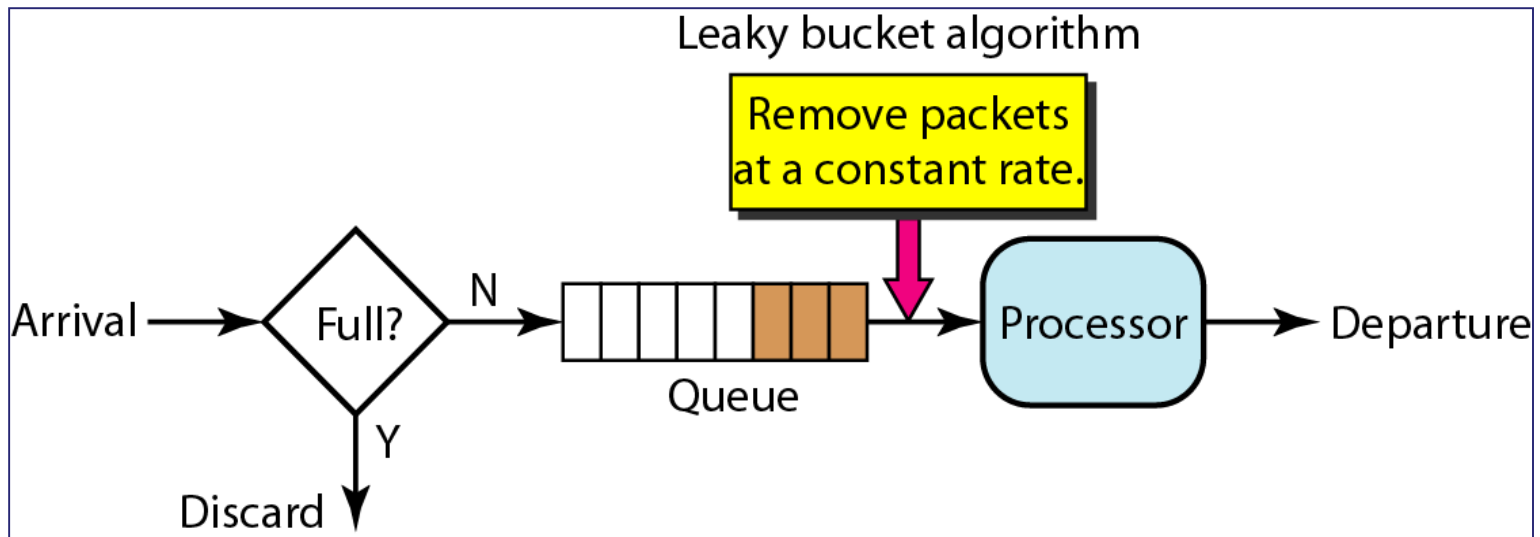 Leaky bucket algorithm
Remove packets
at a constant rate.
Arrival
Full?
N
Y
Discard
Queue
Processor
Departure